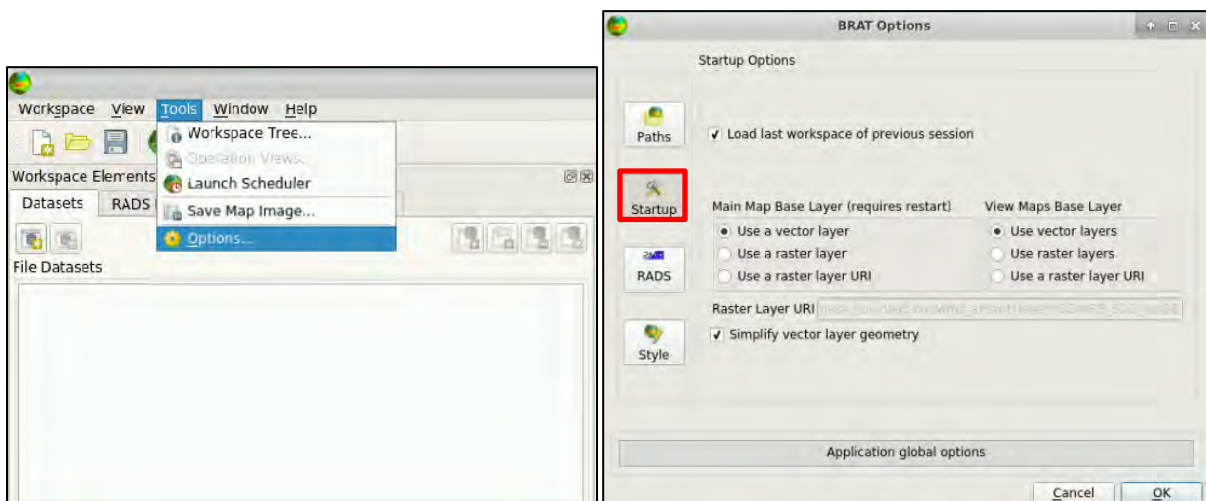 Workspace View Tools Window Help
Workspace Tree...
Operation Views...
Launch Scheduler
Save Map Image...
Options...
Workspace Elements
Datasets RADS
File Datasets
BRAT Options
Startup Options
Paths
Load last workspace of previous session
Startup
Main Map Base Layer (requires restart) View Maps Base Layer
Use a vector layer Use vector layers
Use a raster layer Use raster layers
Use a raster layer URI Use a raster layer URI
RADS
Raster Layer URI
Simplify vector layer geometry
Style
Application global options
Cancel OK